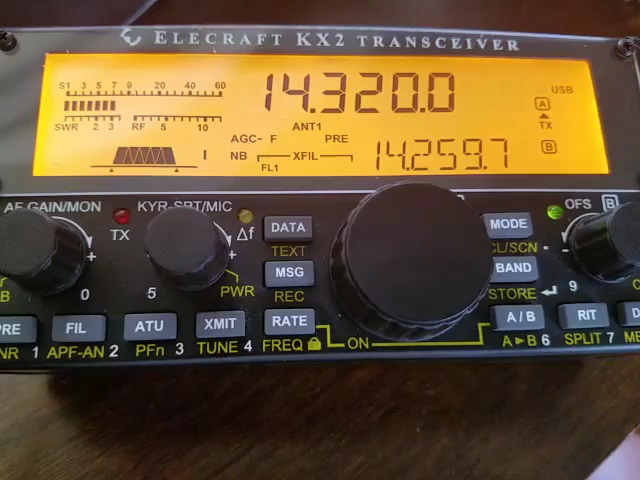 ELECRAFT KX2 TRANSCEIVER
S1 3 5 7 9 20 40 60
14.320.0
USB
A
TX
SWR 2 3 RF 5 10
ANT1
AGC-F PRE
B
NB XFIL
FL1
I
14.259.7
AF GAIN/MON
KYR-SPT/MIC
OFS B
TX
Δf
DATA
MODE
TEXT
CL/SCN
+
+
-
MSG
BAND
0
5
PWR
REC
STORE
9
PRE
FIL
ATU
XMIT
RATE
A/B
RIT
NR 1
APF-AN 2
PFn 3
TUNE 4
FREQ
ON
A►B 6
SPLIT 7